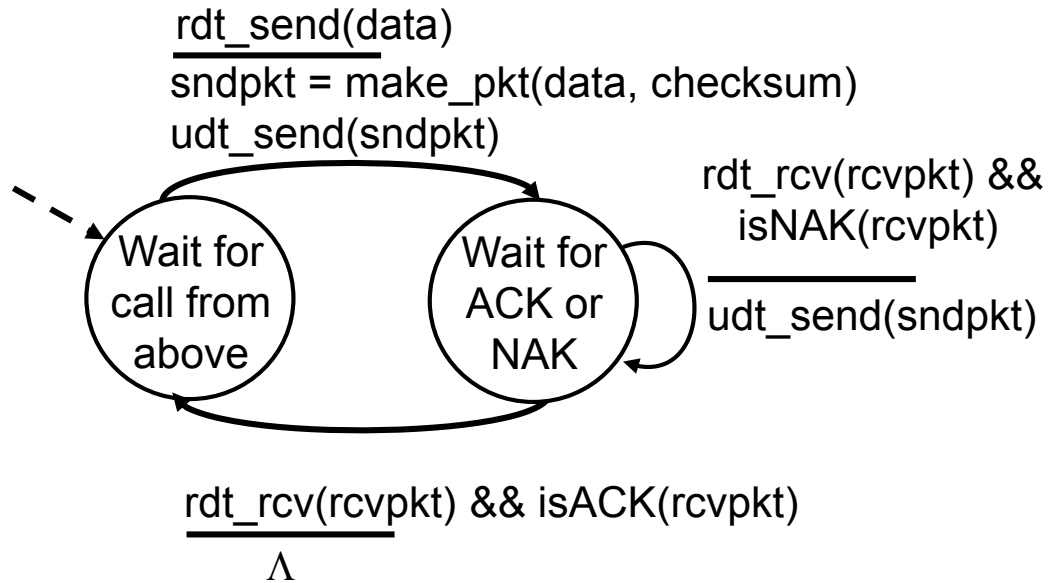 rdt_send(data)
sndpkt = make_pkt(data, checksum)
udt_send(sndpkt)
rdt_rcv(rcvpkt) &&
isNAK(rcvpkt)
udt_send(sndpkt)
Wait for
call from
above
Wait for
ACK or
NAK
rdt_rcv(rcvpkt) && isACK(rcvpkt)
Λ